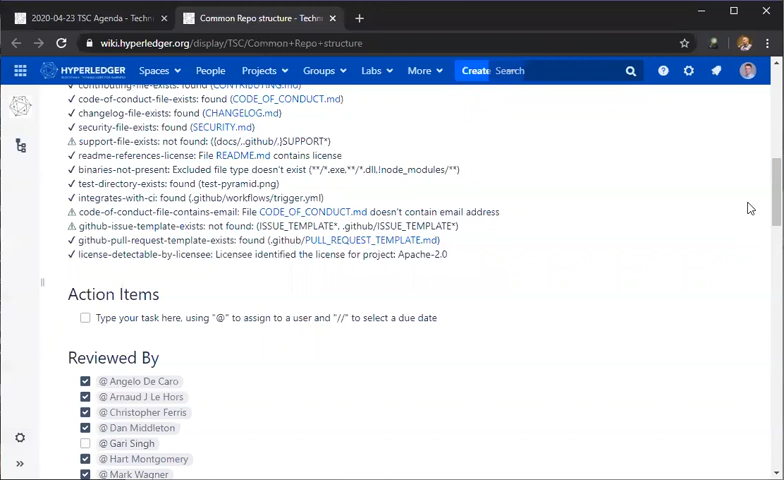 2020-04-23 TSC Agenda - Techni
Common Repo structure - Techn
wiki.hyperledger.org/display/TSC/Common+Repo+structure
HYPERLEDGER Spaces People Projects Groups Labs More Create Search
contributing-file-exists: found (CONTRIBUTING.md)
✓ code-of-conduct-file-exists: found (CODE_OF_CONDUCT.md)
✓ changelog-file-exists: found (CHANGELOG.md)
✓ security-file-exists: found (SECURITY.md)
⚠ support-file-exists: not found: ({docs/,.github/,}SUPPORT*)
✓ readme-references-license: File README.md contains license
✓ binaries-not-present: Excluded file type doesn't exist (**/*.exe,**/*.dll,!node_modules/**)
✓ test-directory-exists: found (test-pyramid.png)
✓ integrates-with-ci: found (.github/workflows/trigger.yml)
⚠ code-of-conduct-file-contains-email: File CODE_OF_CONDUCT.md doesn't contain email address
⚠ github-issue-template-exists: not found: (ISSUE_TEMPLATE*, .github/ISSUE_TEMPLATE*)
✓ github-pull-request-template-exists: found (.github/PULL_REQUEST_TEMPLATE.md)
✓ license-detectable-by-licensee: Licensee identified the license for project: Apache-2.0
Action Items
Type your task here, using "@" to assign to a user and "//" to select a due date
Reviewed By
@ Angelo De Caro
@ Arnaud J Le Hors
@ Christopher Ferris
@ Dan Middleton
@ Gari Singh
@ Hart Montgomery
@ Mark Wagner